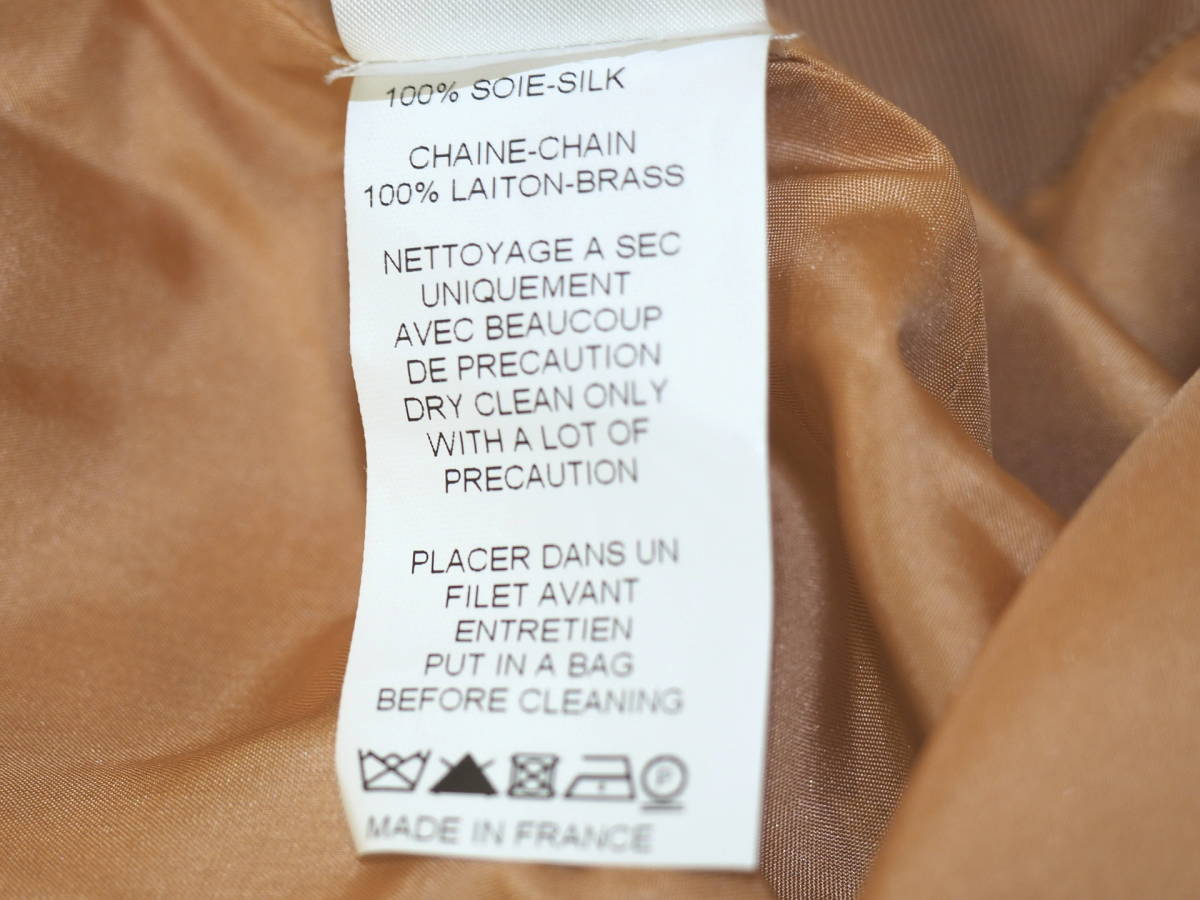 100% SOIE-SILK
CHAINE-CHAIN
100% LAITON-BRASS
NETTOYAGE A SEC
UNIQUEMENT
AVEC BEAUCOUP
DE PRECAUTION
DRY CLEAN ONLY
WITH A LOT OF
PRECAUTION
PLACER DANS UN
FILET AVANT
ENTRETIEN
PUT IN A BAG
BEFORE CLEANING
P
MADE IN FRANCE